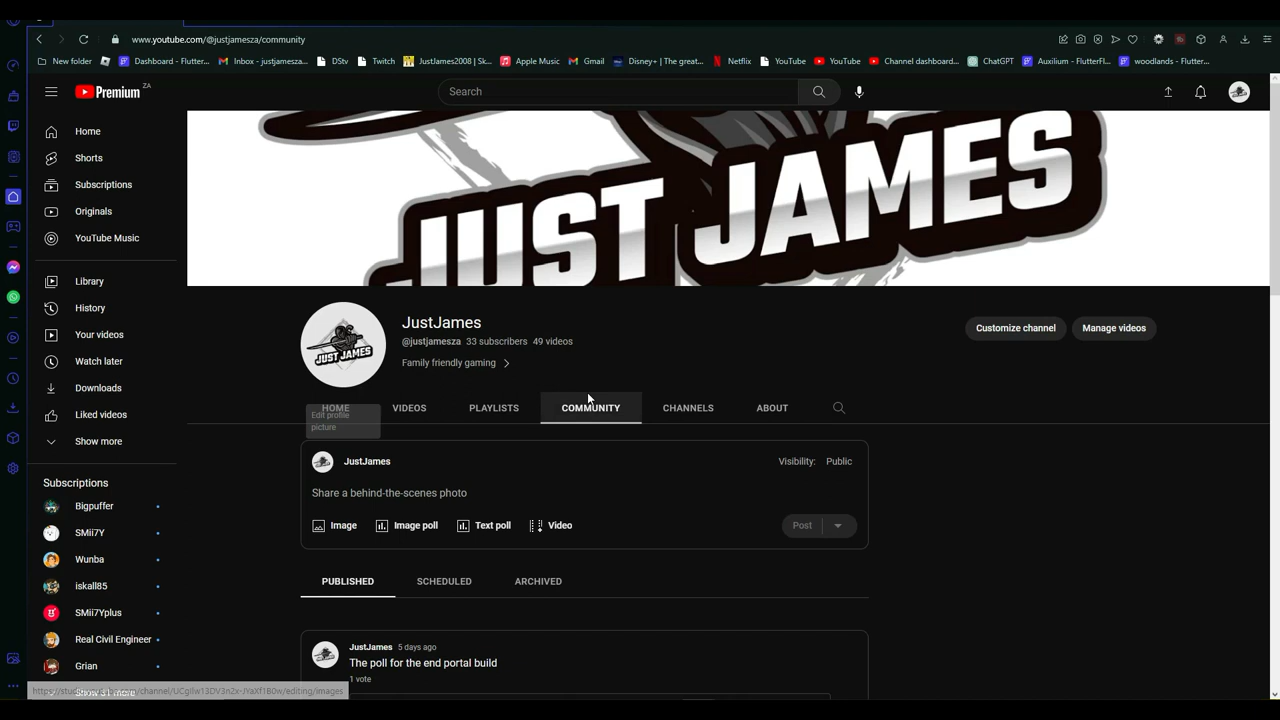 www.youtube.com/@justjamesza/community
New folder
Dashboard - Flutter...
Inbox - justjamesza...
DStv
Twitch
JustJames2008 | Sk...
Apple Music
Gmail
Disney+ | The great...
Netflix
YouTube
YouTube
Channel dashboard...
ChatGPT
Auxilium - FlutterFl...
woodlands - Flutter...
Premium ZA
Search
Home
Shorts
Subscriptions
Originals
YouTube Music
Library
History
Your videos
Watch later
Downloads
Liked videos
Show more
Subscriptions
Bigpuffer
SMii7Y
Wunba
iskall85
SMii7Yplus
Real Civil Engineer
Grian
JUST JAMES
JUST JAMES
JustJames
@justjamesza 33 subscribers 49 videos
Family friendly gaming
Customize channel
Manage videos
HOME VIDEOS PLAYLISTS COMMUNITY CHANNELS ABOUT
Edit profile
picture
JustJames
Visibility: Public
Share a behind-the-scenes photo
Image Image poll Text poll Video
Post
PUBLISHED SCHEDULED ARCHIVED
JustJames 5 days ago
The poll for the end portal build
1 vote